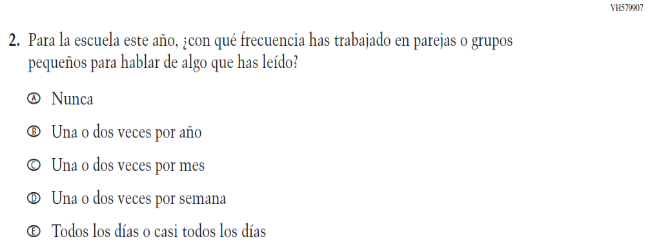 VH579907
2. Para la escuela este año, ¿con qué frecuencia has trabajado en parejas o grupos
pequeños para hablar de algo que has leído?
Ⓐ Nunca
Ⓑ Una o dos veces por año
Ⓒ Una o dos veces por mes
Ⓓ Una o dos veces por semana
Ⓔ Todos los días o casi todos los días